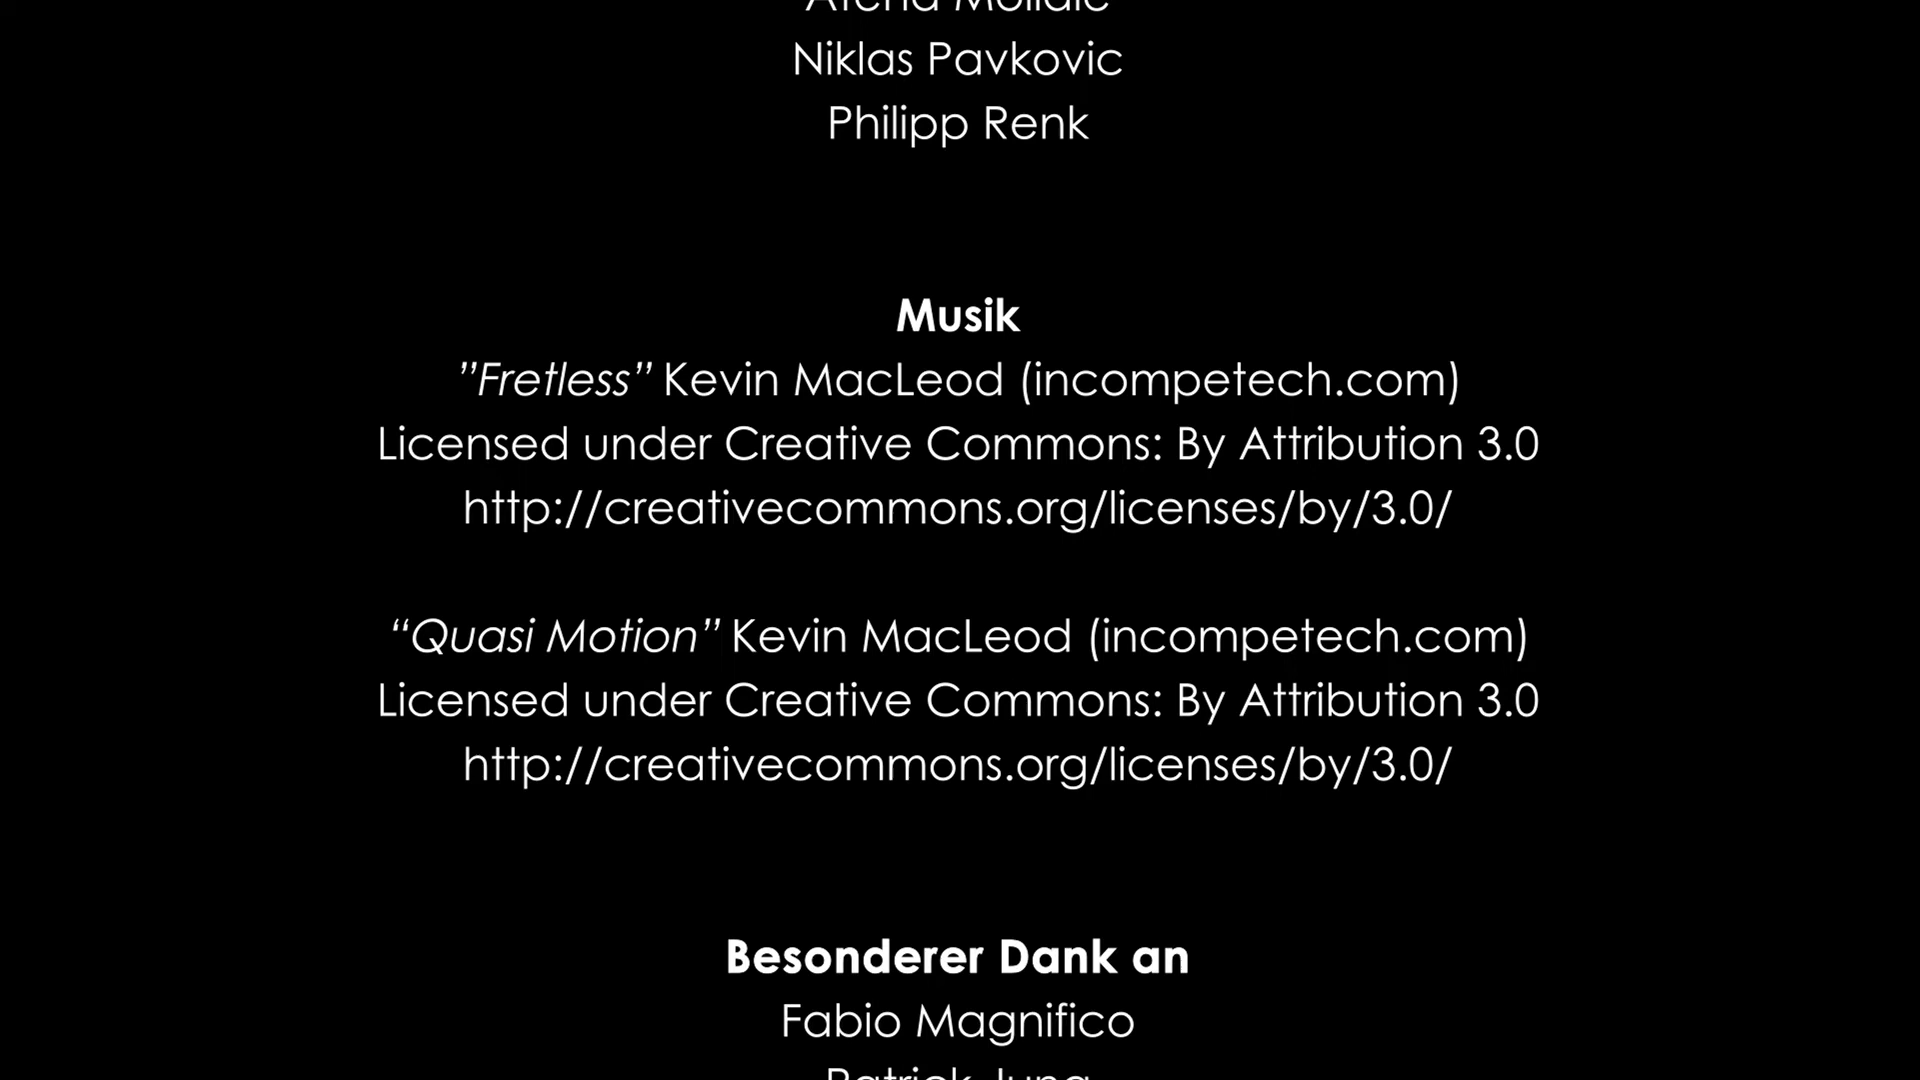 Niklas Pavkovic
Philipp Renk
Musik
”Fretless” Kevin MacLeod (incompetech.com)
Licensed under Creative Commons: By Attribution 3.0
http://creativecommons.org/licenses/by/3.0/
“Quasi Motion” Kevin MacLeod (incompetech.com)
Licensed under Creative Commons: By Attribution 3.0
http://creativecommons.org/licenses/by/3.0/
Besonderer Dank an
Fabio Magnifico
Patrick Jung